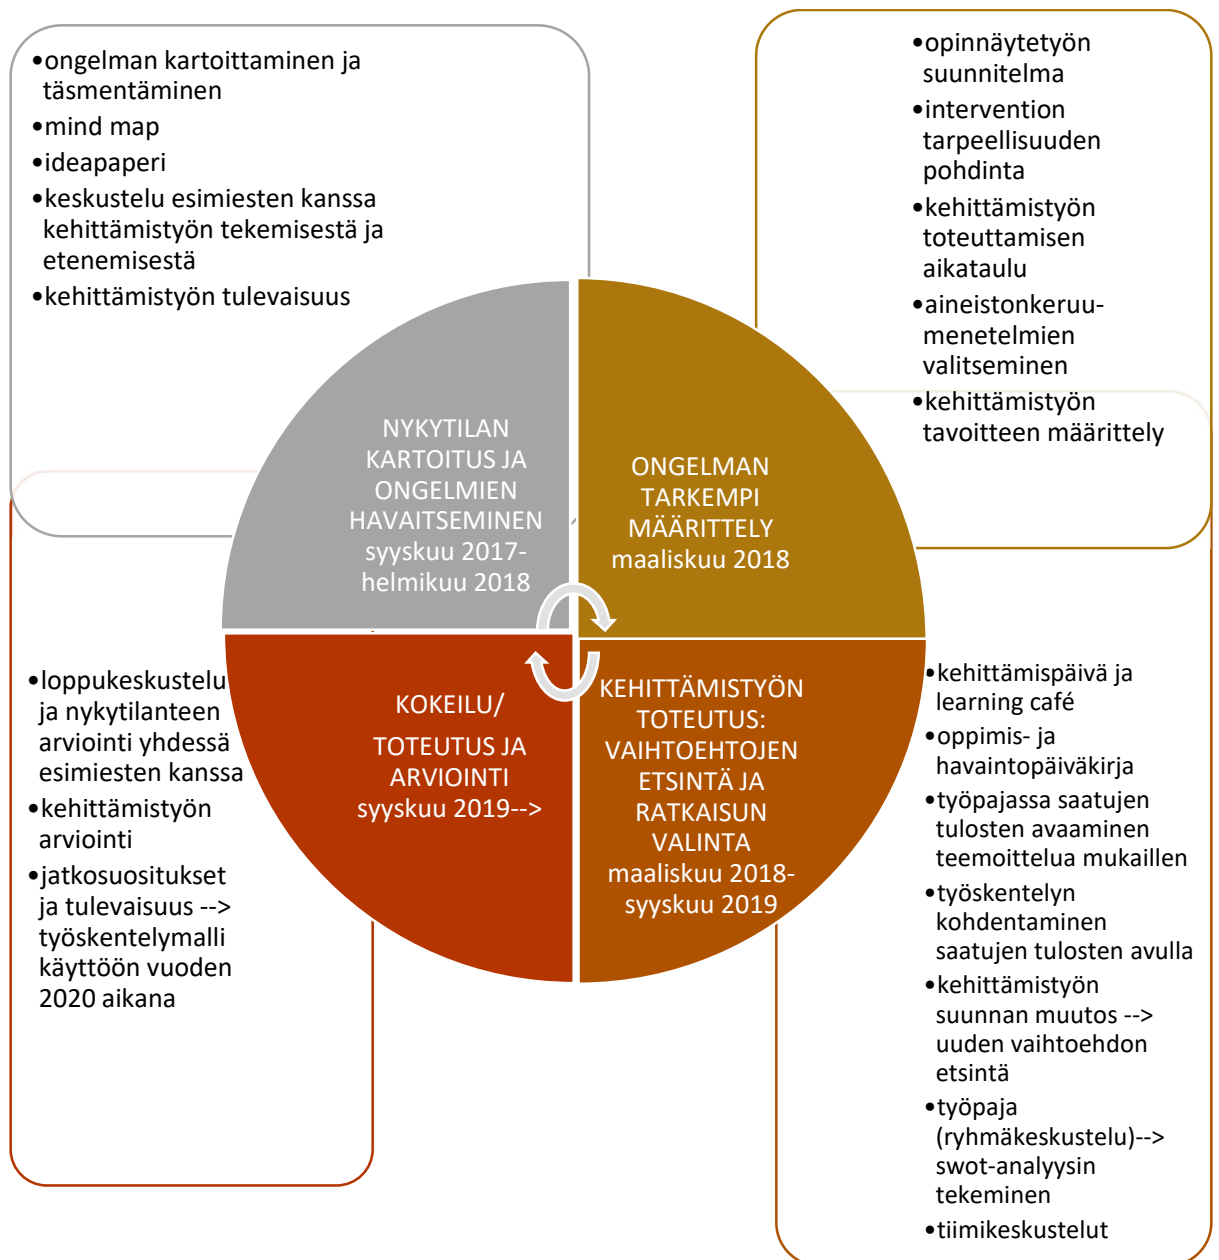 •ongelman kartoittaminen ja
täsmentäminen
•mind map
•ideapaperi
•keskustelu esimiesten kanssa
kehittämistyön tekemisestä ja
etenemisestä
•kehittämistyön tulevaisuus
•opinnäytetyön
suunnitelma
•intervention
tarpeellisuuden
pohdinta
•kehittämistyön
toteuttamisen
aikataulu
•aineistonkeruu-
menetelmien
valitseminen
•kehittämistyön
tavoitteen määrittely
NYKYTILAN
KARTOITUS JA
ONGELMIEN
HAVAITSEMINEN
syyskuu 2017-
helmikuu 2018
ONGELMAN
TARKEMPI
MÄÄRITTELY
maaliskuu 2018
•loppukeskustelu
ja nykytilanteen
arviointi yhdessä
esimiesten kanssa
•kehittämistyön
arviointi
•jatkosuositukset
ja tulevaisuus -->
työskentelymalli
käyttöön vuoden
2020 aikana
KOKEILU/
TOTEUTUS JA
ARVIOINTI
syyskuu 2019-->
KEHITTÄMISTYÖN
TOTEUTUS:
VAIHTOEHTOJEN
ETSINTÄ JA
RATKAISUN
VALINTA
maaliskuu 2018-
syyskuu 2019
•kehittämispäivä ja
learning café
•oppimis- ja
havaintopäiväkirja
•työpajassa saatujen
tulosten avaaminen
teemoittelua mukaillen
•työskentelyn
kohdentaminen
saatujen tulosten avulla
•kehittämistyön
suunnan muutos -->
uuden vaihtoehdon
etsintä
•työpaja
(ryhmäkeskustelu)-->
swot-analyysin
tekeminen
•tiimikeskustelut